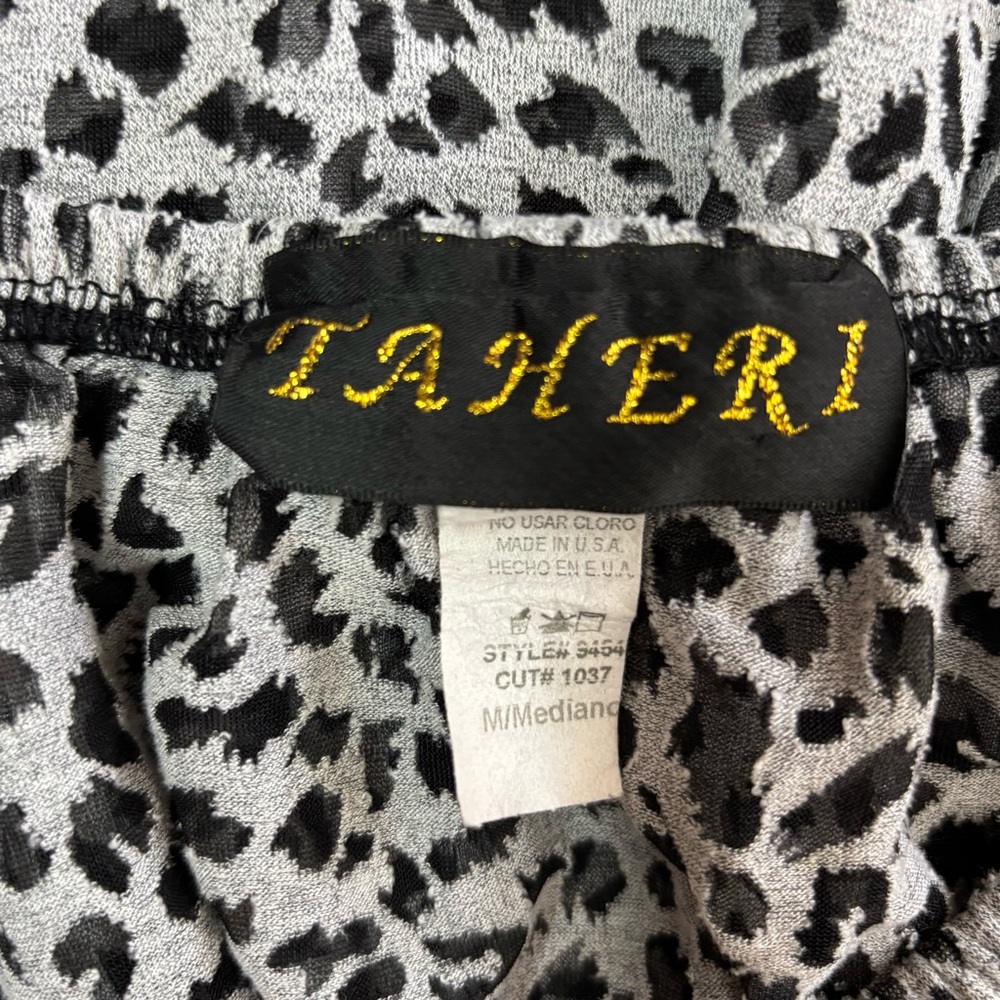 TAHERI
NO USAR CLORO
MADE IN U.S.A.
HECHO EN E.U.A.
STYLE# 9454
CUT# 1037
M/Mediano